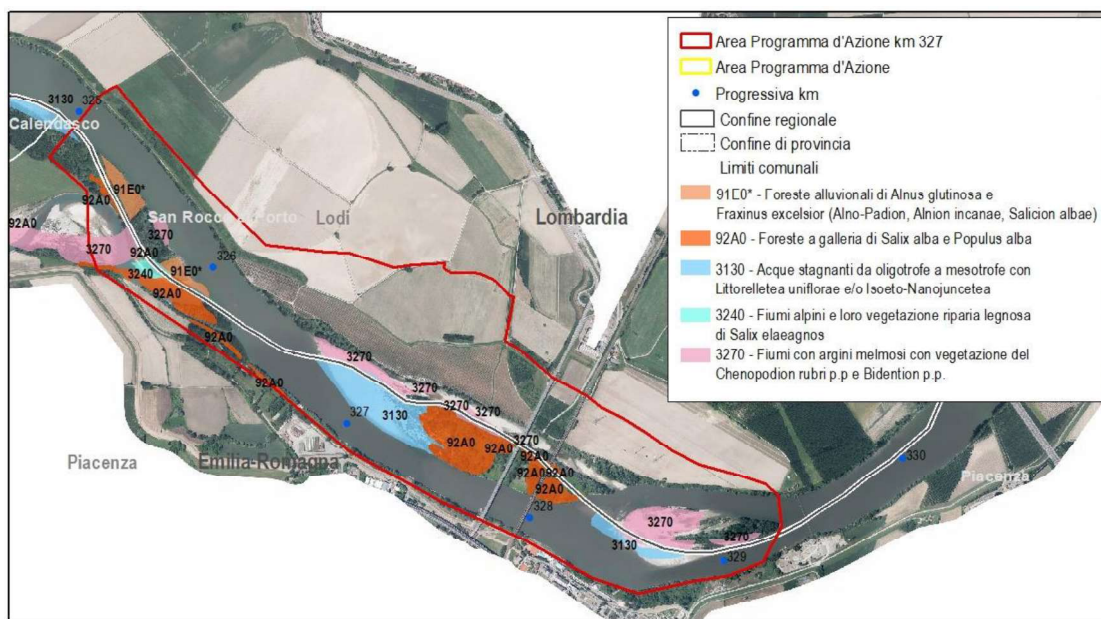 Area Programma d'Azione km 327
Area Programma d'Azione
Progressiva km
Confine regionale
Confine di provincia
Limiti comunali
91E0* - Foreste alluvionali di Alnus glutinosa e
Fraxinus excelsior (Alno-Padion, Alnion incanae, Salicion albae)
92A0 - Foreste a galleria di Salix alba e Populus alba
3130 - Acque stagnanti da oligotrofe a mesotrofe con
Littorelletea uniflorae e/o Isoeto-Nanojuncetea
3240 - Fiumi alpini e loro vegetazione riparia legnosa
di Salix elaeagnos
3270 - Fiumi con argini melmosi con vegetazione del
Chenopodion rubri p.p e Bidention p.p.
3130
Calendasco
91E0*
92A0
92A0
San Rocco
Porto
Lodi
Lombardia
3270
3270
92A0
3240
91E0*
326
92A0
92A0
92A0
3270
3270
3270
3270
3130
327
92A0
92A0
3270
92A0
92A0
92A0
92A0
Piacenza
Emilia-Romagna
328
3270
3270
3130
329
330
Piacenza